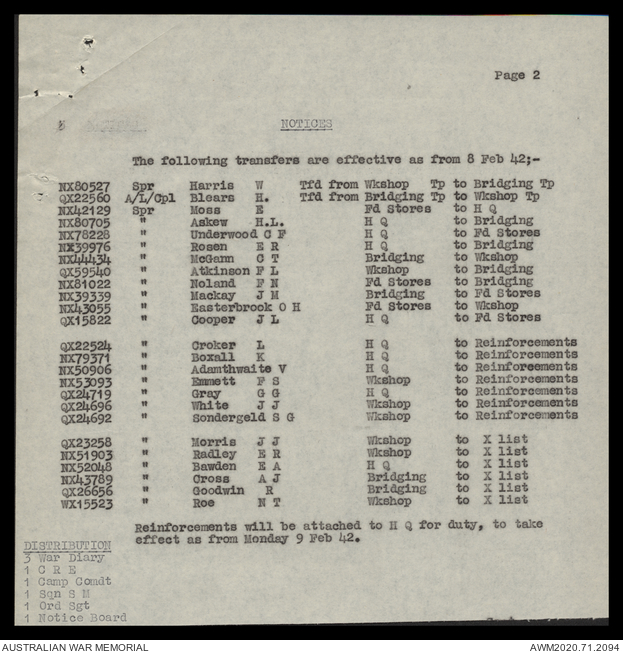 Page 2
NOTICES
The following transfers are effective as from 8 Feb 42;-
NX80527 Spr Harris W Tfd from Wkshop Tp to Bridging Tp
QX22560 A/L/Cpl Blears H. Tfd from Bridging Tp to Wkshop Tp
NX42129 Spr Moss E Fd Stores to H Q
NX80705 " Askew H.L. H Q to Bridging
NX78228 " Underwood C F H Q to Fd Stores
NX39976 " Rosen E R H Q to Bridging
NX44434 " McGann C T Bridging to Wkshop
QX59540 " Atkinson F L Wkshop to Bridging
NX81022 " Noland F N Fd Stores to Bridging
NX39339 " Mackay J M Bridging to Fd Stores
NX43055 " Easterbrook O H Fd Stores to Wkshop
QX15822 " Cooper J L H Q to Fd Stores
QX22524 " Croker L H Q to Reinforcements
NX79371 " Boxall K H Q to Reinforcements
NX50906 " Adamthwaite V H Q to Reinforcements
NX53093 " Emmett F S Wkshop to Reinforcements
QX24719 " Gray G G H Q to Reinforcements
QX24696 " White J J Wkshop to Reinforcements
QX24692 " Sondergeld S G Wkshop to Reinforcements
QX23258 " Morris J J Wkshop to X list
NX51903 " Radley E R Wkshop to X list
NX52048 " Bawden E A H Q to X list
NX43789 " Cross A J Bridging to X list
QX26656 " Goodwin R Bridging to X list
WX15523 " Roe N T Wkshop to X list
Reinforcements will be attached to H Q for duty, to take
effect as from Monday 9 Feb 42.
DISTRIBUTION
3 War Diary
1 C R E
1 Camp Comdt
1 Sqn S M
1 Ord Sgt
1 Notice Board
AUSTRALIAN WAR MEMORIAL
AWM2020.71.2094